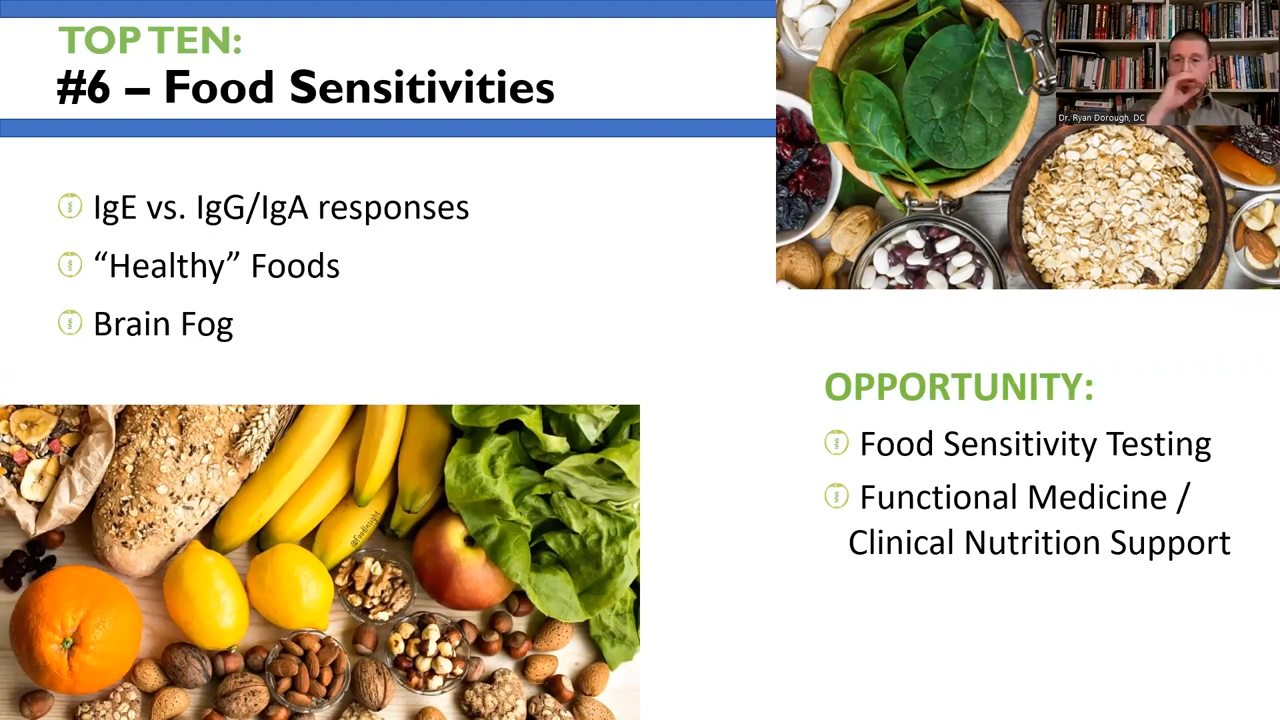 TOP TEN:
#6 – Food Sensitivities
Dr. Ryan Dorough, DC
IgE vs. IgG/IgA responses
“Healthy” Foods
Brain Fog
OPPORTUNITY:
Food Sensitivity Testing
Functional Medicine /
Clinical Nutrition Support
@FoodInsight